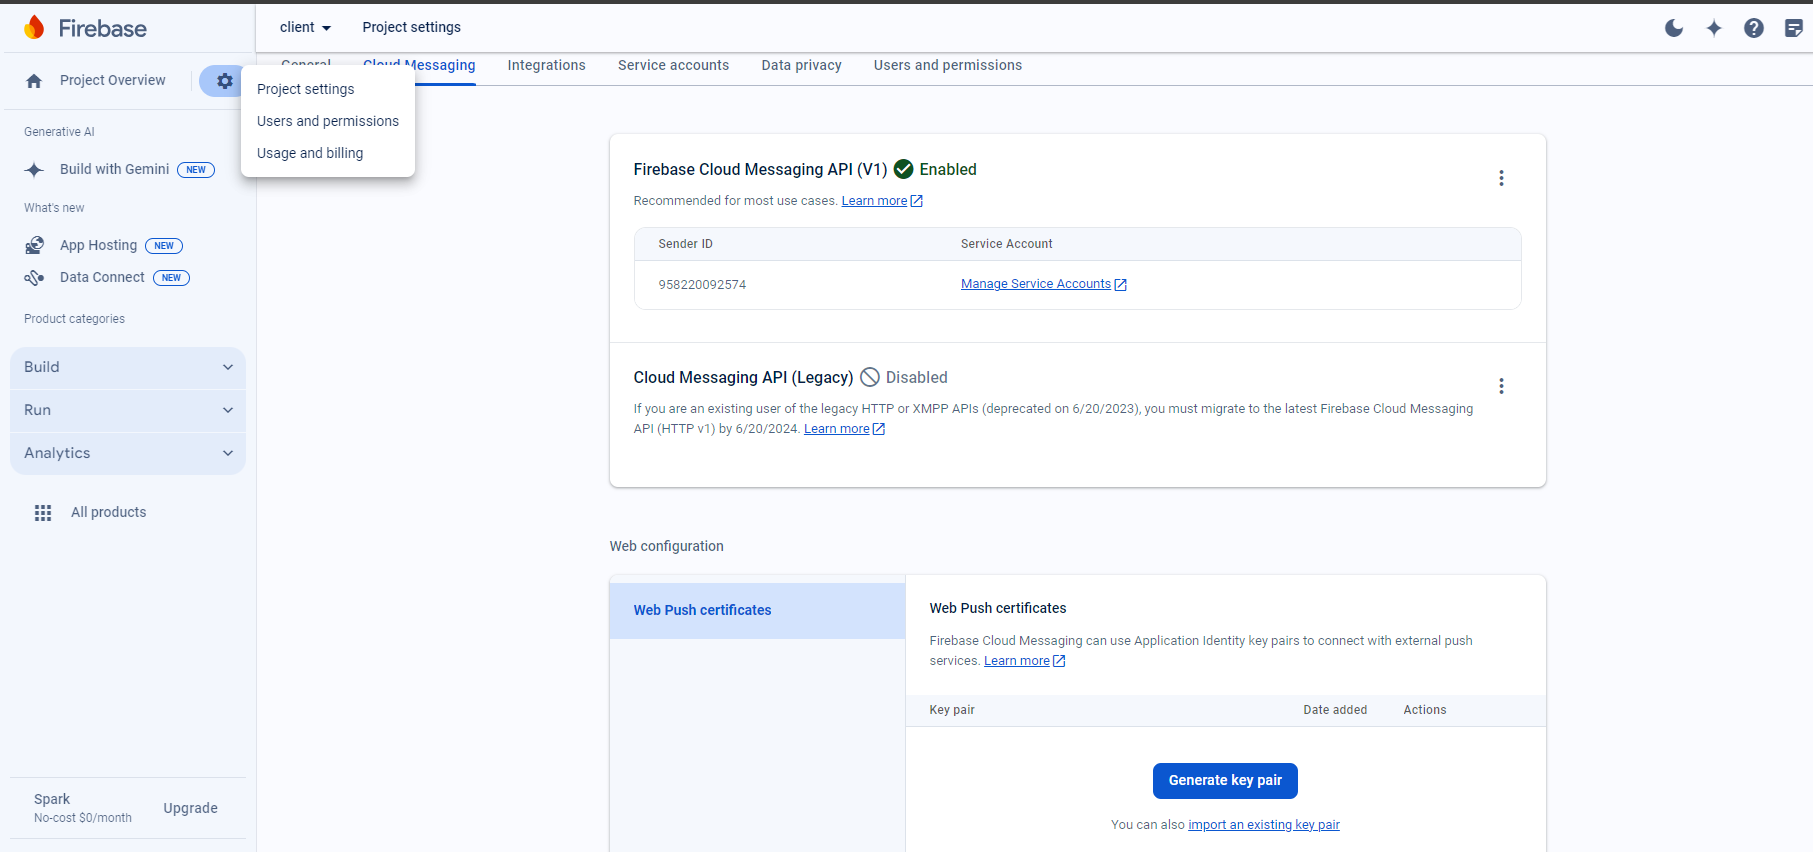 Firebase
client
Project settings
Project Overview
Project settings
Users and permissions
Usage and billing
General
Cloud Messaging
Integrations
Service accounts
Data privacy
Users and permissions
Generative AI
Build with Gemini NEW
What's new
App Hosting NEW
Data Connect NEW
Product categories
Build
Run
Analytics
All products
Spark
No-cost $0/month
Upgrade
Firebase Cloud Messaging API (V1) Enabled
Recommended for most use cases. Learn more
Sender ID Service Account
958220092574 Manage Service Accounts
Cloud Messaging API (Legacy) Disabled
If you are an existing user of the legacy HTTP or XMPP APIs (deprecated on 6/20/2023), you must migrate to the latest Firebase Cloud Messaging
API (HTTP v1) by 6/20/2024. Learn more
Web configuration
Web Push certificates
Web Push certificates
Firebase Cloud Messaging can use Application Identity key pairs to connect with external push
services. Learn more
Key pair Date added Actions
Generate key pair
You can also import an existing key pair